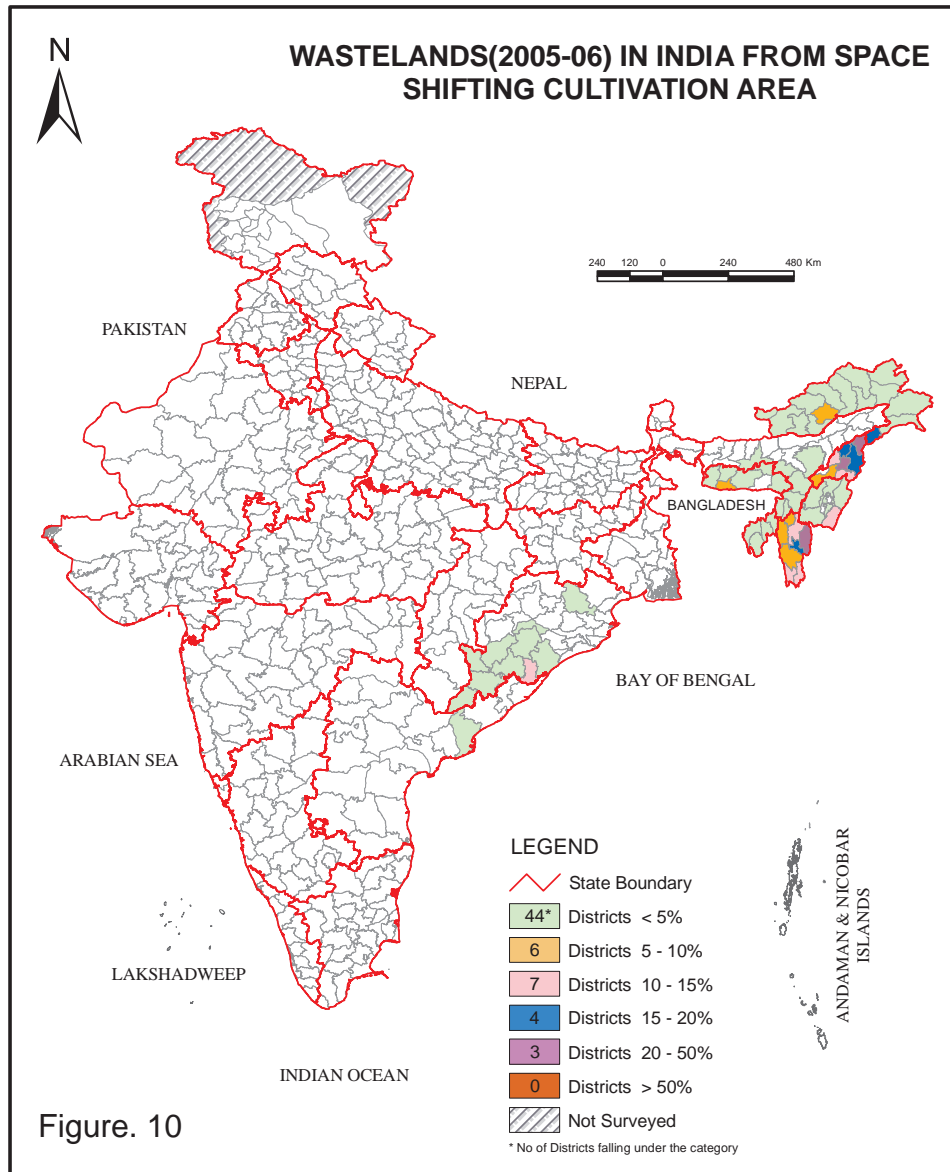 N
WASTELANDS(2005-06) IN INDIA FROM SPACE
SHIFTING CULTIVATION AREA
240 120 0 240 480 Km
PAKISTAN
NEPAL
BANGLADESH
BAY OF BENGAL
ARABIAN SEA
LAKSHADWEEP
INDIAN OCEAN
ANDAMAN & NICOBAR
ISLANDS
LEGEND
State Boundary
44* Districts < 5%
6 Districts 5 - 10%
7 Districts 10 - 15%
4 Districts 15 - 20%
3 Districts 20 - 50%
0 Districts > 50%
Not Surveyed
* No of Districts falling under the category
Figure. 10